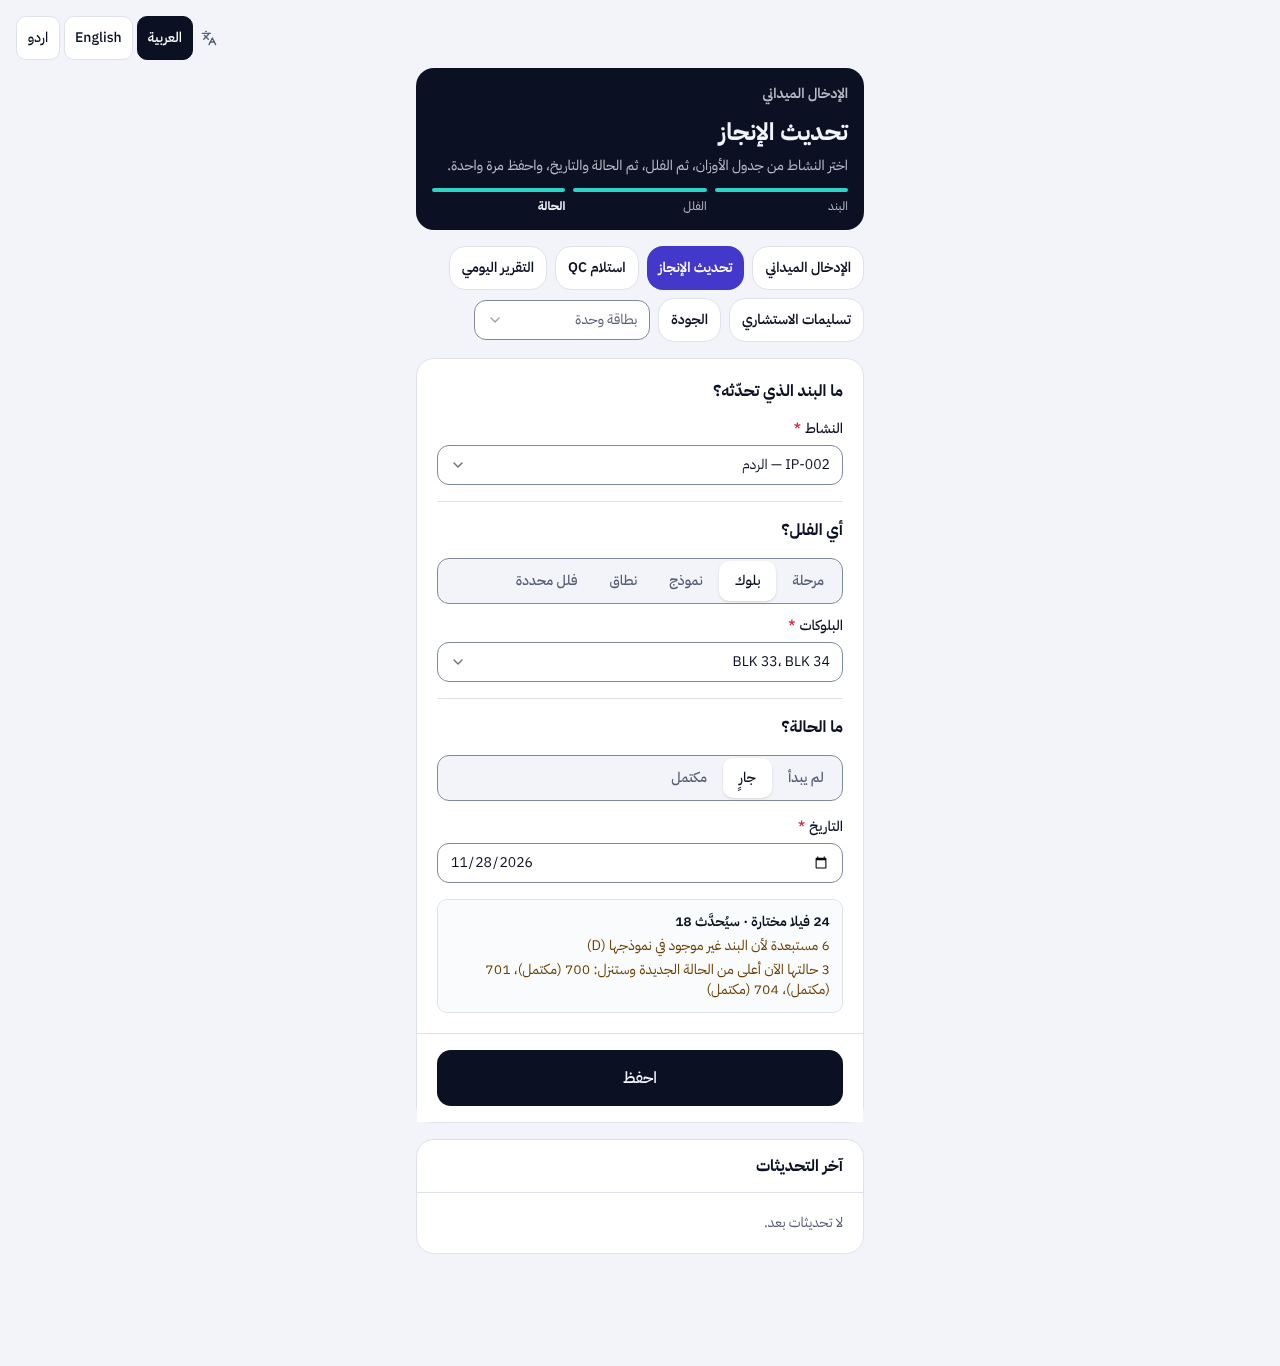 العربية
English
اردو
الإدخال الميداني
تحديث الإنجاز
اختر النشاط من جدول الأوزان، ثم الفلل، ثم الحالة والتاريخ، واحفظ مرة واحدة.
البند
الفلل
الحالة
الإدخال الميداني
تحديث الإنجاز
استلام QC
التقرير اليومي
تسليمات الاستشاري
الجودة
بطاقة وحدة
ما البند الذي تحدّثه؟
النشاط *
IP-002 — الردم
أي الفلل؟
مرحلة
بلوك
نموذج
نطاق
فلل محددة
البلوكات *
BLK 33، BLK 34
ما الحالة؟
لم يبدأ
جارٍ
مكتمل
التاريخ *
11/28/2026
24 فيلا مختارة · سيُحدَّث 18
6 مستبعدة لأن البند غير موجود في نموذجها (D)
3 حالتها الآن أعلى من الحالة الجديدة وستنزل: 700 (مكتمل)، 701
(مكتمل)، 704 (مكتمل)
احفظ
آخر التحديثات
لا تحديثات بعد.